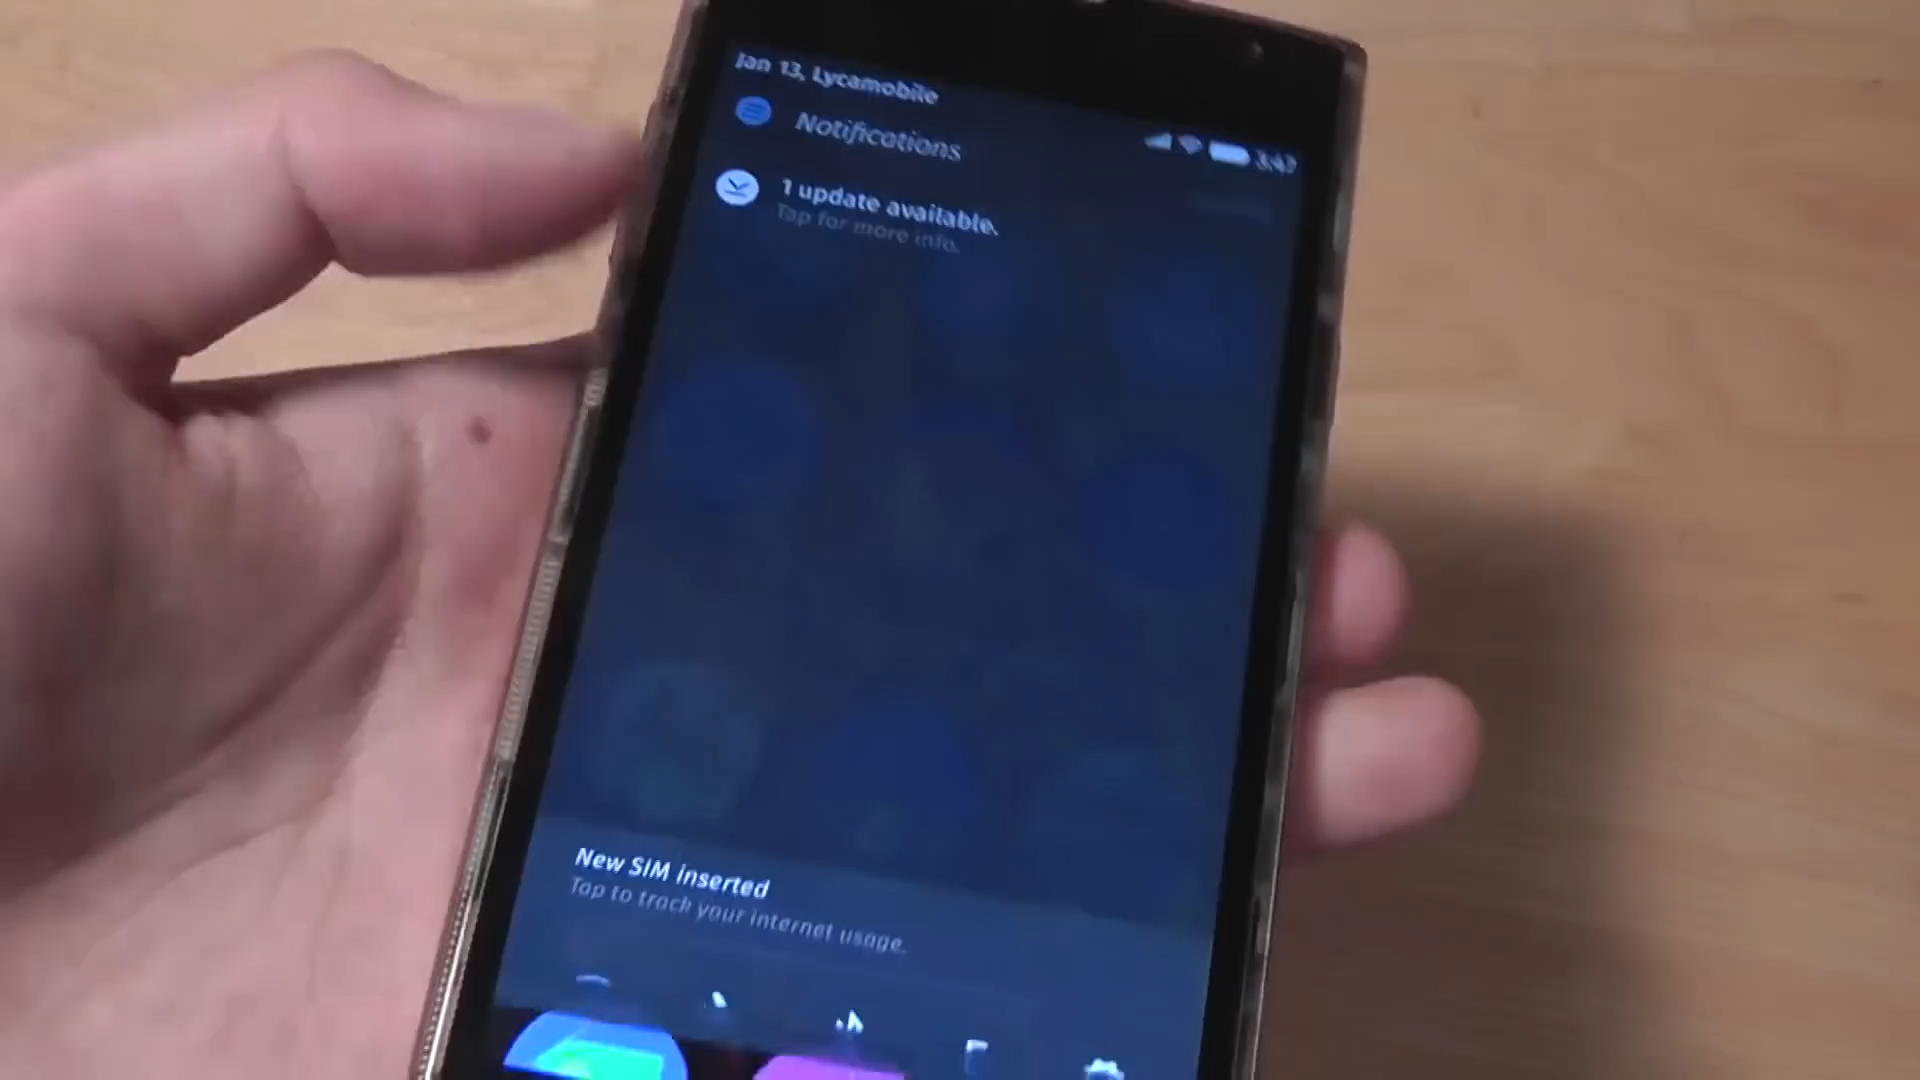 Jan 13, Lycamobile
3:47
Notifications
1 update available.
Tap for more info.
New SIM inserted
Tap to track your internet usage.